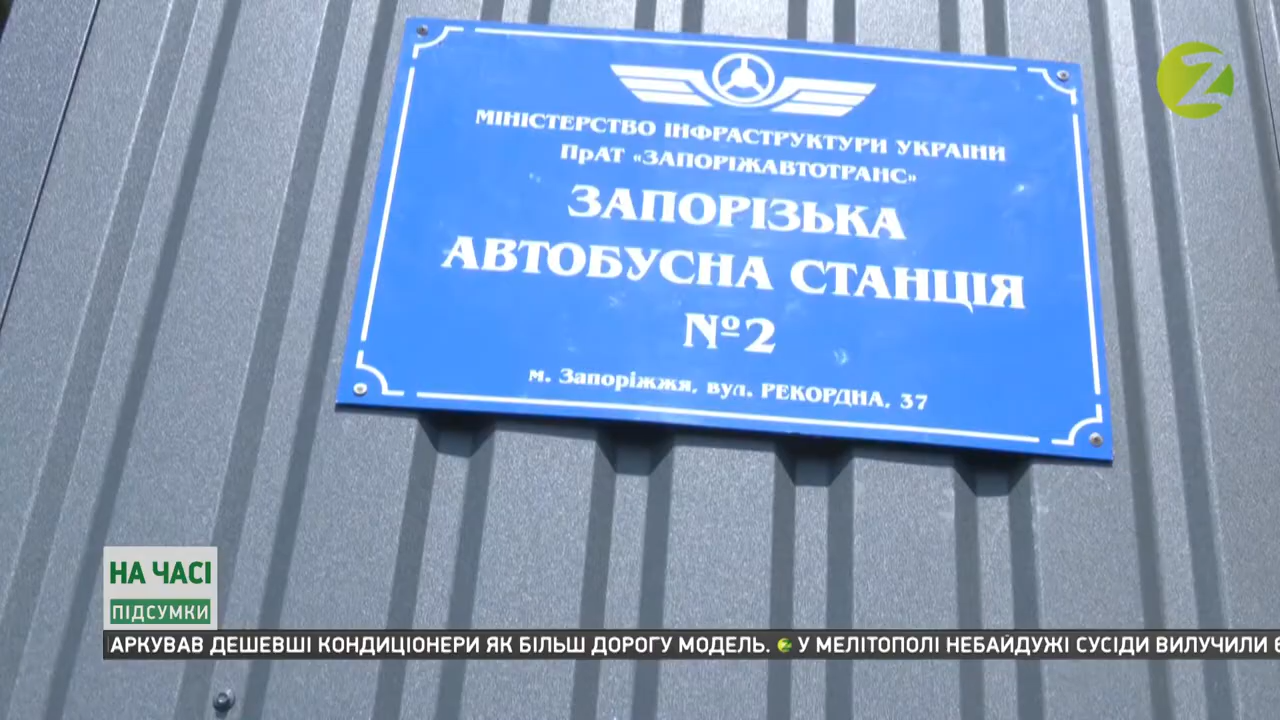 МІНІСТЕРСТВО ІНФРАСТРУКТУРИ УКРАЇНИ
ПрАТ «ЗАПОРІЖАВТОТРАНС»
ЗАПОРІЗЬКА
АВТОБУСНА СТАНЦІЯ
№2
м. Запоріжжя, вул. РЕКОРДНА, 37
НА ЧАСІ
ПІДСУМКИ
АРКУВАВ ДЕШЕВШІ КОНДИЦІОНЕРИ ЯК БІЛЬШ ДОРОГУ МОДЕЛЬ. У МЕЛІТОПОЛІ НЕБАЙДУЖІ СУСІДИ ВИЛУЧИЛИ